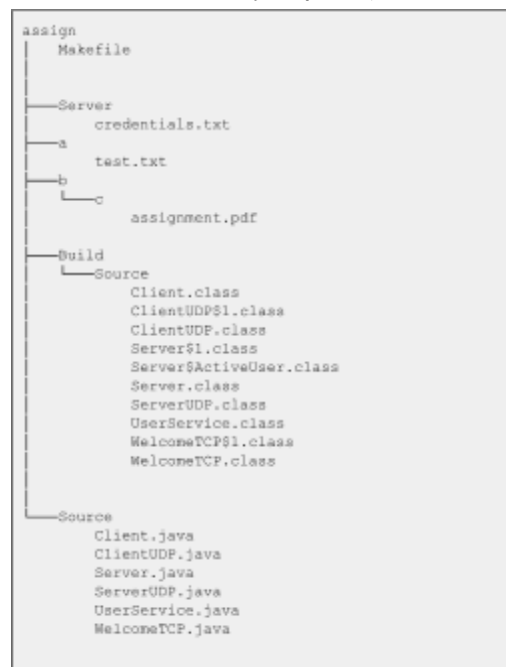 assign
Makefile
Server
credentials.txt
a
test.txt
b
c
assignment.pdf
Build
Source
Client.class
ClientUDP$1.class
ClientUDP.class
Server$1.class
Server$ActiveUser.class
Server.class
ServerUDP.class
UserService.class
WelcomeTCP$1.class
WelcomeTCP.class
Source
Client.java
ClientUDP.java
Server.java
ServerUDP.java
UserService.java
WelcomeTCP.java